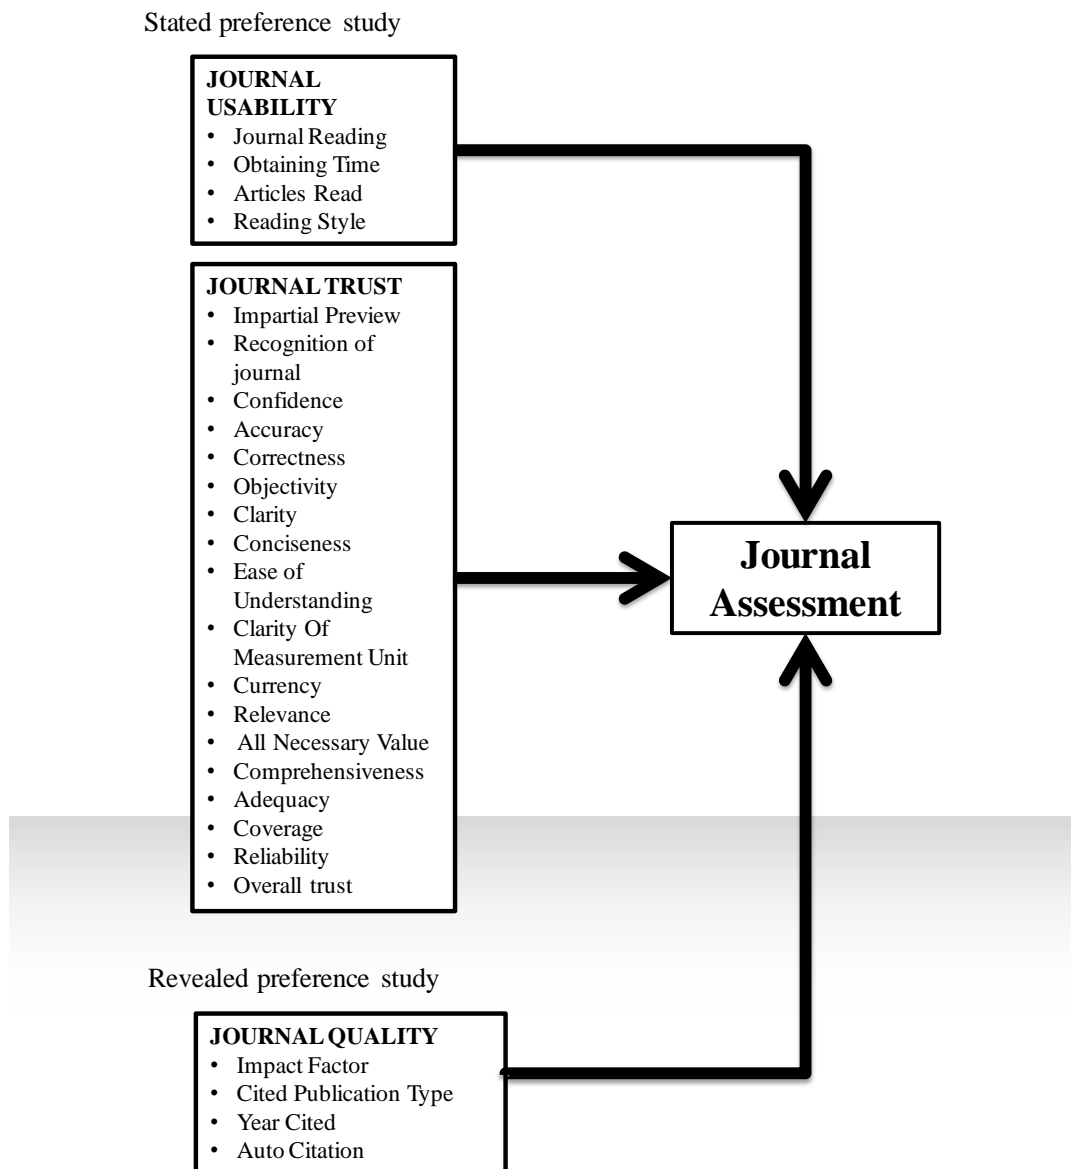 Stated preference study
JOURNAL
USABILITY
• Journal Reading
• Obtaining Time
• Articles Read
• Reading Style
JOURNAL TRUST
• Impartial Preview
• Recognition of
journal
• Confidence
• Accuracy
• Correctness
• Objectivity
• Clarity
• Conciseness
• Ease of
Understanding
• Clarity Of
Measurement Unit
• Currency
• Relevance
• All Necessary Value
• Comprehensiveness
• Adequacy
• Coverage
• Reliability
• Overall trust
Journal
Assessment
Revealed preference study
JOURNAL QUALITY
• Impact Factor
• Cited Publication Type
• Year Cited
• Auto Citation